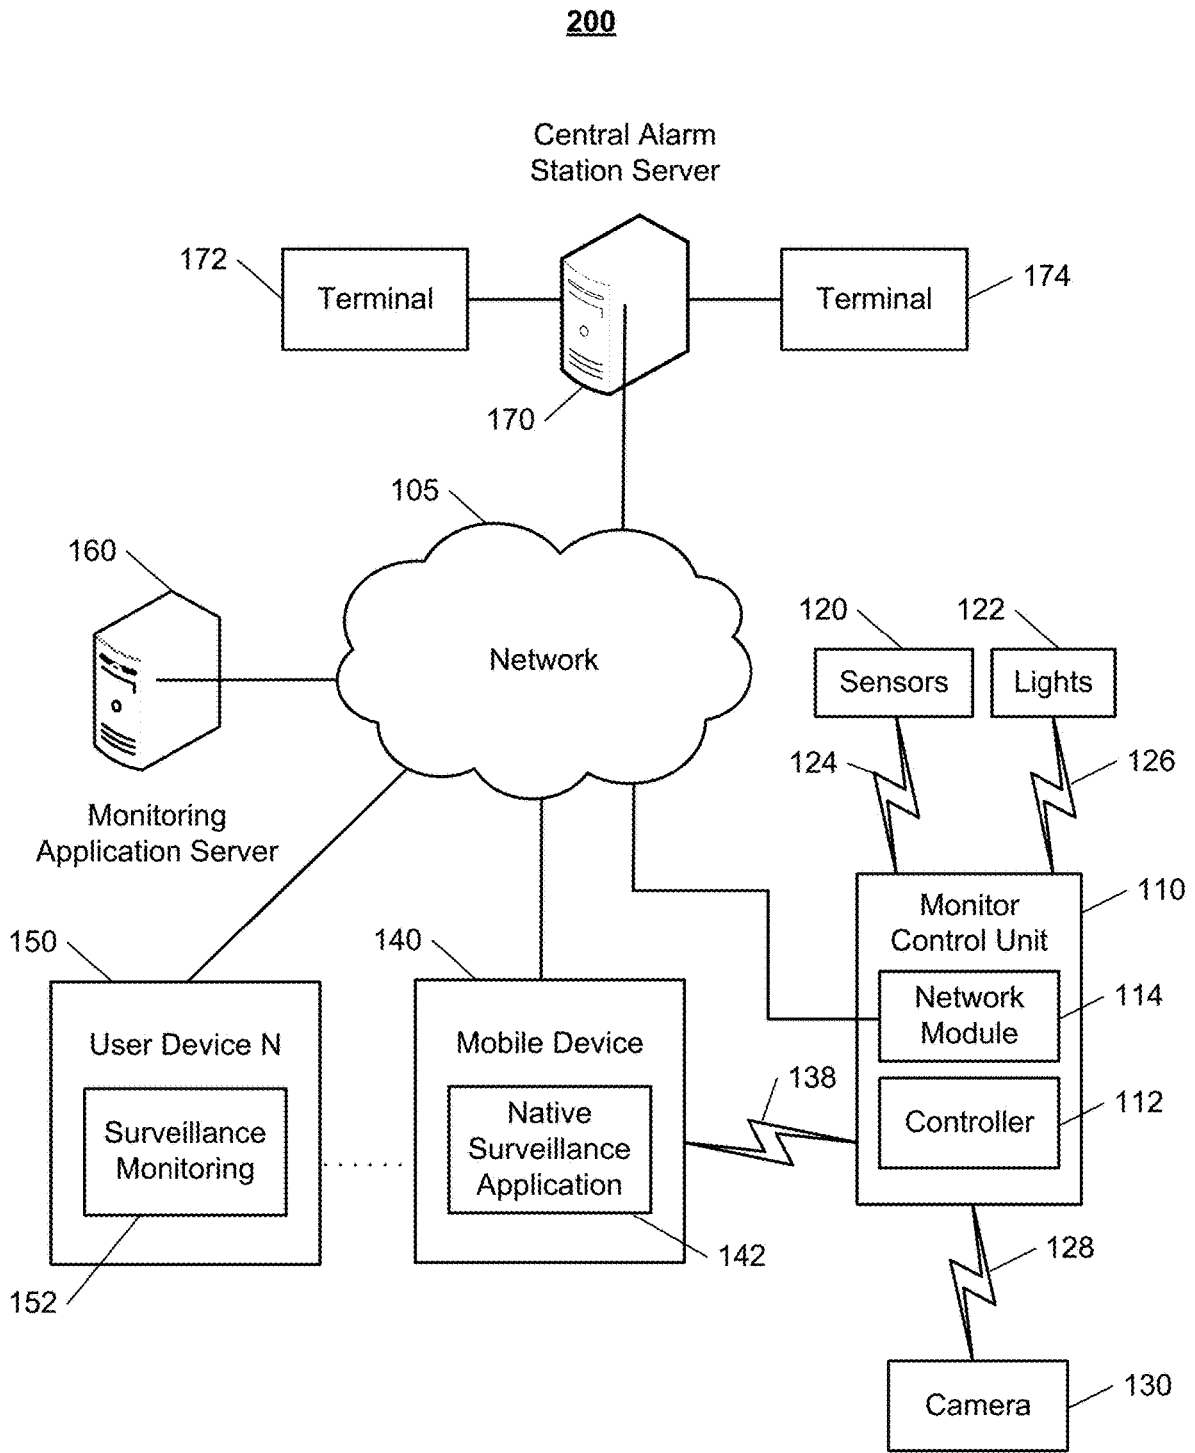 200
Central Alarm
Station Server
172
Terminal
Terminal
174
170
105
160
Network
120
122
Sensors
Lights
124
126
Monitoring
Application Server
110
Monitor
Control Unit
150
140
Network
Module
114
User Device N
Mobile Device
138
Native
Surveillance
Application
Surveillance
Monitoring
Controller
112
142
128
152
Camera
130